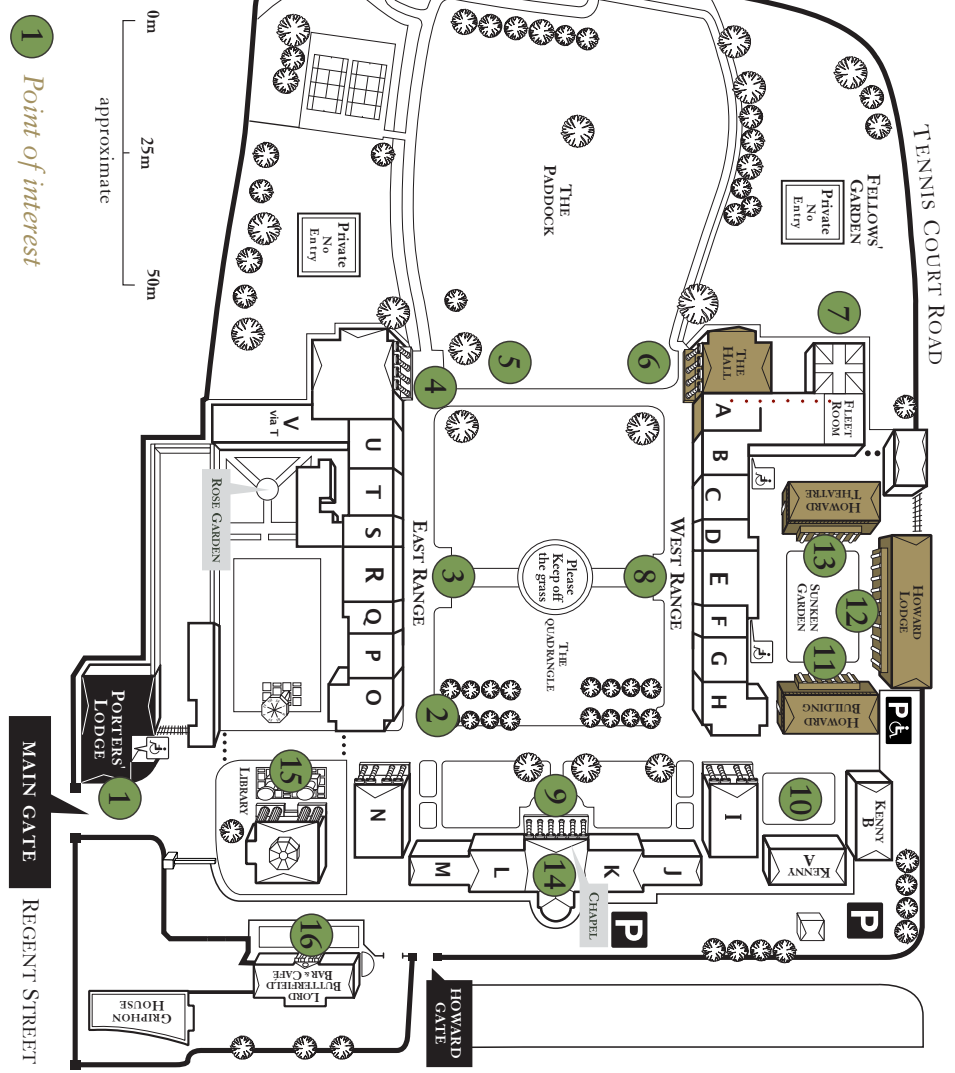 TENNIS COURT ROAD
FELLOWS'
GARDEN
Private
No
Entry
THE
PADDOCK
Private
No
Entry
0m
25m
50m
approximate
1
Point of interest
7
6
5
4
THE
HALL
FLEET
ROOM
A
B
C
D
E
F
G
H
WEST RANGE
HOWARD
THEATRE
13
HOWARD
LODGE
12
SUNKEN
GARDEN
11
HOWARD
BUILDING
P
8
Please
Keep off
the grass
THE
QUADRANGLE
3
EAST RANGE
V
via T
U
T
S
R
Q
P
O
ROSE GARDEN
2
PORTERS'
LODGE
1
MAIN GATE
REGENT STREET
15
LIBRARY
N
M
L
9
14
K
J
CHAPEL
I
10
KENNY
B
KENNY
A
P
P
16
LORD
BUTTERFIELD
BAR & CAFÉ
GRIPHON
HOUSE
HOWARD
GATE